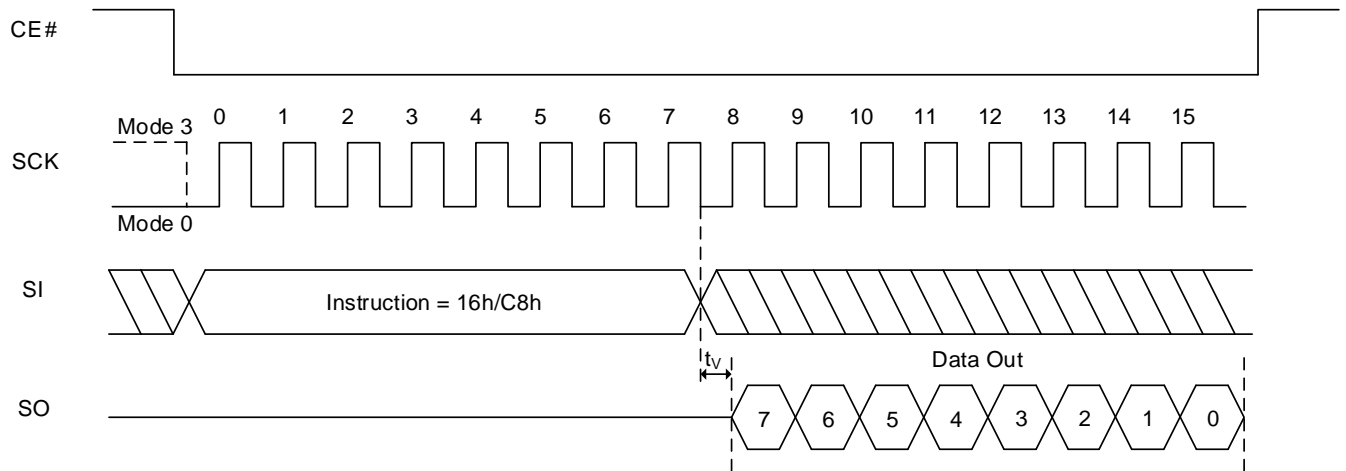 CE#
Mode 3
0 1 2 3 4 5 6 7 8 9 10 11 12 13 14 15
SCK
Mode 0
SI
Instruction = 16h/C8h
tV
Data Out
SO
7 6 5 4 3 2 1 0